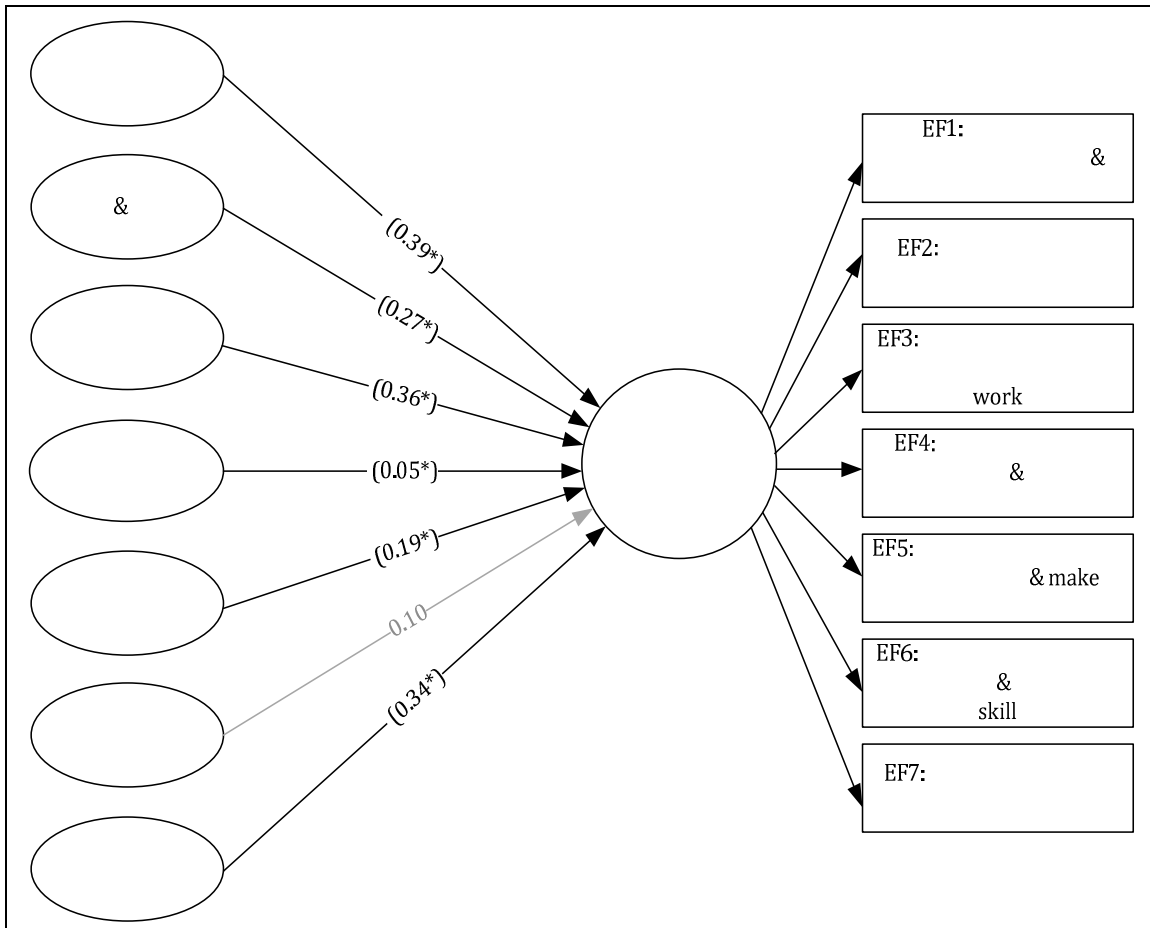 &
(0.39*)
(0.27*)
(0.36*)
(0.05*)
(0.19*)
0.10
(0.34*)
EF1:
&
EF2:
EF3:
work
EF4:
&
EF5:
& make
EF6:
&
skill
EF7: